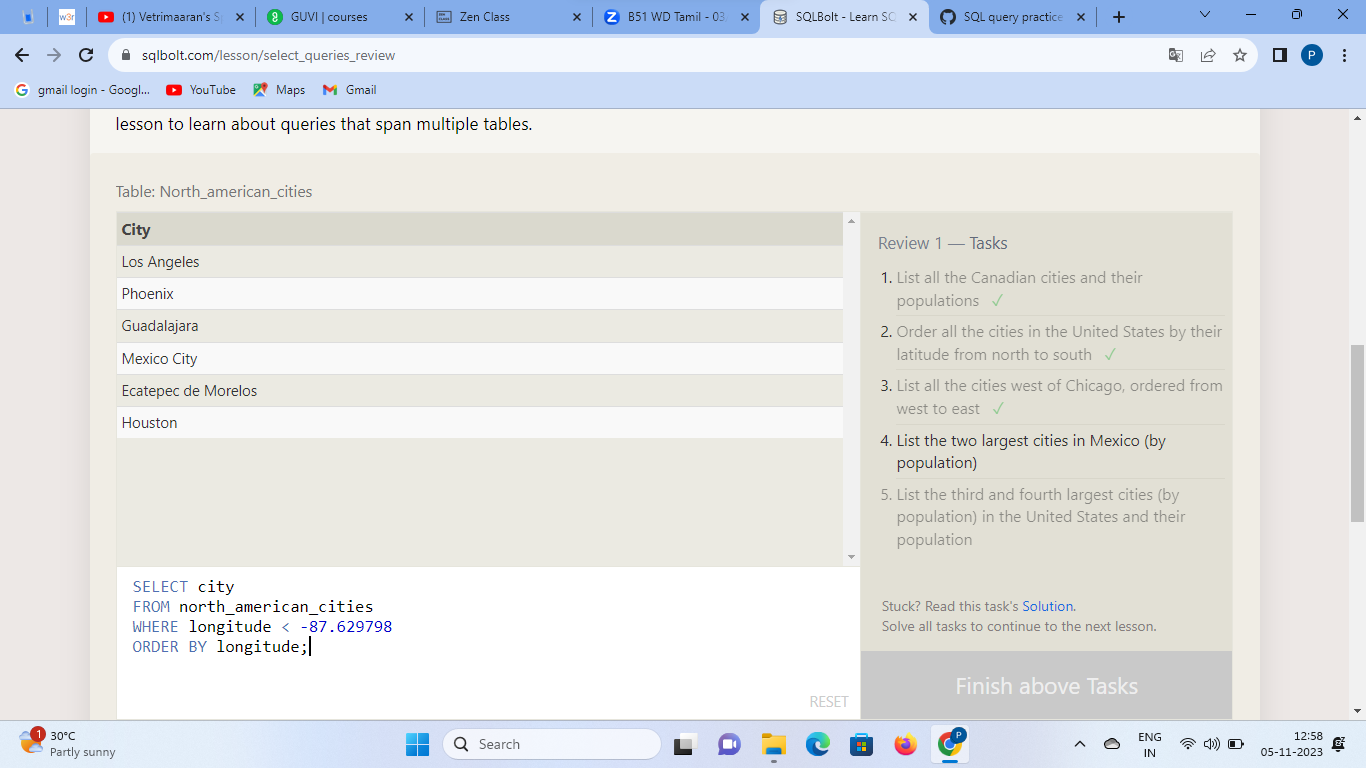 w3r
(1) Vetrimaaran's S
GUVI | courses
Zen Class
B51 WD Tamil - 03
SQLBolt - Learn SQ
SQL query practice
sqlbolt.com/lesson/select_queries_review
P
gmail login - Googl...
YouTube
Maps
Gmail
lesson to learn about queries that span multiple tables.
Table: North_american_cities
City
Los Angeles
Phoenix
Guadalajara
Mexico City
Ecatepec de Morelos
Houston
SELECT city
FROM north_american_cities
WHERE longitude < -87.629798
ORDER BY longitude;
RESET
Review 1 — Tasks
1. List all the Canadian cities and their
populations ✓
2. Order all the cities in the United States by their
latitude from north to south ✓
3. List all the cities west of Chicago, ordered from
west to east ✓
4. List the two largest cities in Mexico (by
population)
5. List the third and fourth largest cities (by
population) in the United States and their
population
Stuck? Read this task's Solution.
Solve all tasks to continue to the next lesson.
Finish above Tasks
1
30°C
Partly sunny
Search
P
ENG
IN
12:58
05-11-2023